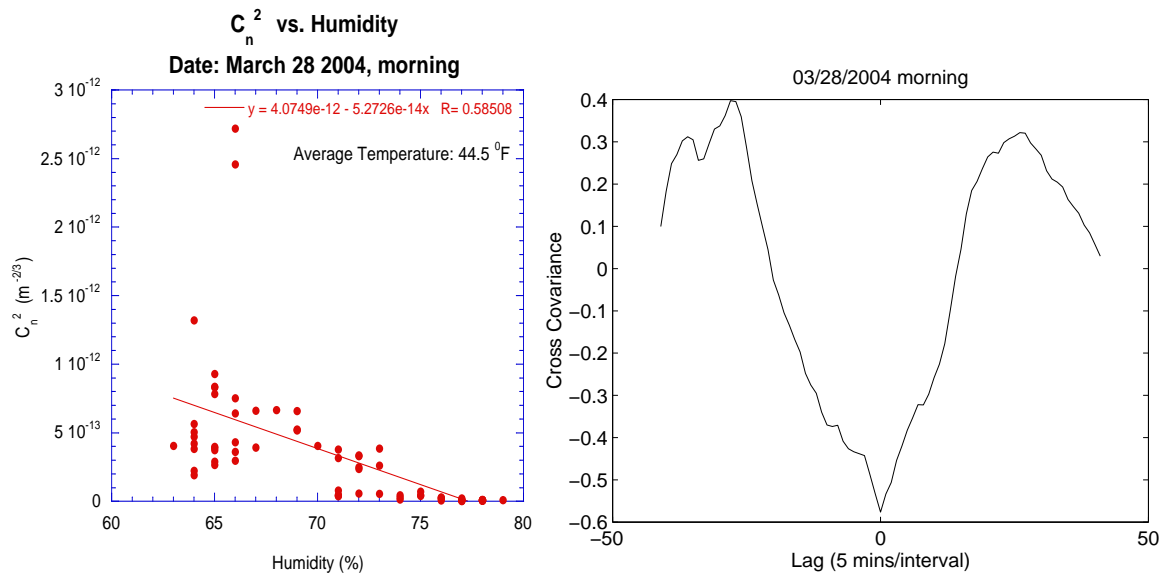 C_n^2 vs. Humidity
Date: March 28 2004, morning
3 10^-12
2.5 10^-12
2 10^-12
1.5 10^-12
1 10^-12
5 10^-13
0
C_n^2 (m^-2/3)
y = 4.0749e-12 - 5.2726e-14x R= 0.58508
Average Temperature: 44.5 ^0F
60 65 70 75 80
Humidity (%)
03/28/2004 morning
0.4
0.3
0.2
0.1
0
−0.1
−0.2
−0.3
−0.4
−0.5
−0.6
Cross Covariance
−50 0 50
Lag (5 mins/interval)